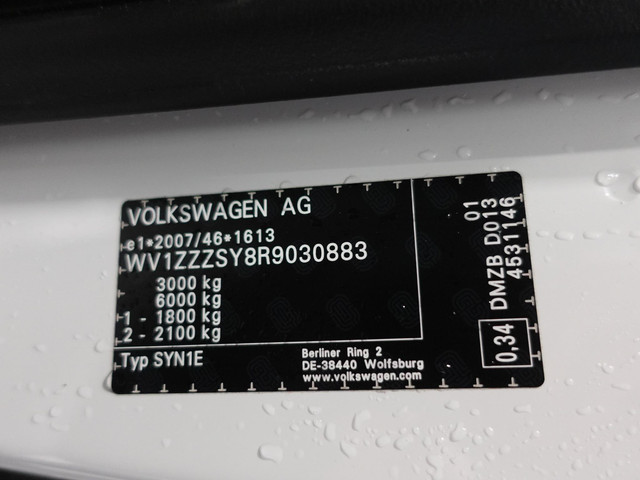 VOLKSWAGEN AG
e1*2007/46*1613
WV1ZZZSY8R9030883
3000 kg
6000 kg
1 - 1800 kg
2 - 2100 kg
Typ SYN1E
Berliner Ring 2
DE-38440 Wolfsburg
www.volkswagen.com
01
DMZB D013
4531146
0,34